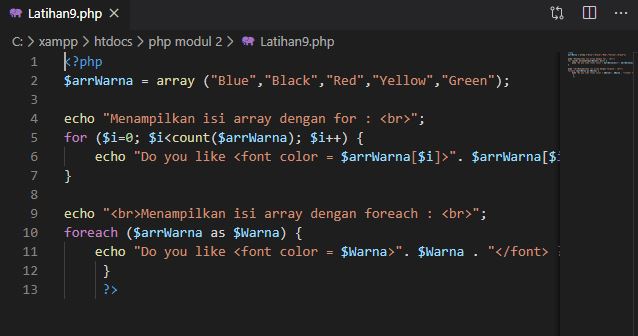 Latihan9.php
C: > xampp > htdocs > php modul 2 > Latihan9.php
1 <?php
2 $arrWarna = array ("Blue","Black","Red","Yellow","Green");
3
4 echo "Menampilkan isi array dengan for : <br>";
5 for ($i=0; $i<count($arrWarna); $i++) {
6 echo "Do you like <font color = $arrWarna[$i]>". $arrWarna[$i
7 }
8
9 echo "<br>Menampilkan isi array dengan foreach : <br>";
10 foreach ($arrWarna as $Warna) {
11 echo "Do you like <font color = $Warna>". $Warna . "</font> ?
12 }
13 ?>